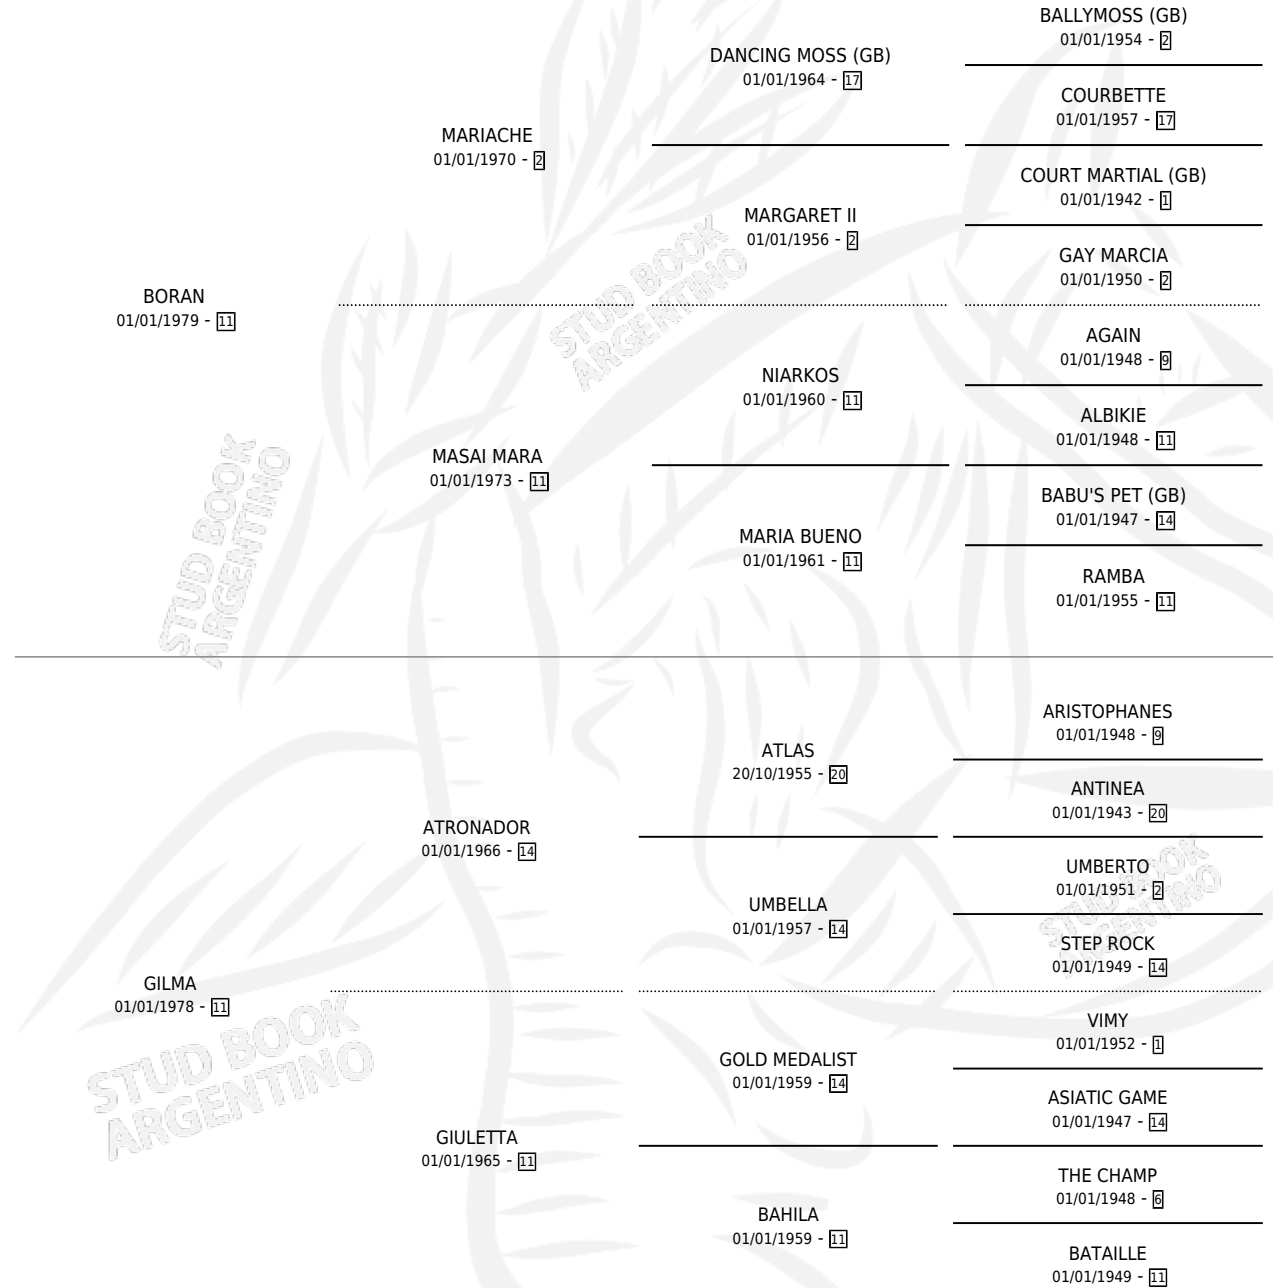 BALLYMOSS (GB)
01/01/1954 - 2
DANCING MOSS (GB)
01/01/1964 - 17
COURBETTE
01/01/1957 - 17
MARIACHE
01/01/1970 - 2
COURT MARTIAL (GB)
01/01/1942 - 1
MARGARET II
01/01/1956 - 2
GAY MARCIA
01/01/1950 - 2
BORAN
01/01/1979 - 11
AGAIN
01/01/1948 - 9
NIARKOS
01/01/1960 - 11
ALBIKIE
01/01/1948 - 11
MASAI MARA
01/01/1973 - 11
BABU'S PET (GB)
01/01/1947 - 14
MARIA BUENO
01/01/1961 - 11
RAMBA
01/01/1955 - 11
STUD BOOK
ARGENTINO
STUD BOOK
ARGENTINO
ARISTOPHANES
01/01/1948 - 9
ATLAS
20/10/1955 - 20
ANTINEA
01/01/1943 - 20
ATRONADOR
01/01/1966 - 14
UMBERTO
01/01/1951 - 2
UMBELLA
01/01/1957 - 14
STEP ROCK
01/01/1949 - 14
STUD BOOK
ARGENTINO
GILMA
01/01/1978 - 11
VIMY
01/01/1952 - 1
GOLD MEDALIST
01/01/1959 - 14
ASIATIC GAME
01/01/1947 - 14
STUD BOOK
ARGENTINO
GIULETTA
01/01/1965 - 11
THE CHAMP
01/01/1948 - 6
BAHILA
01/01/1959 - 11
BATAILLE
01/01/1949 - 11